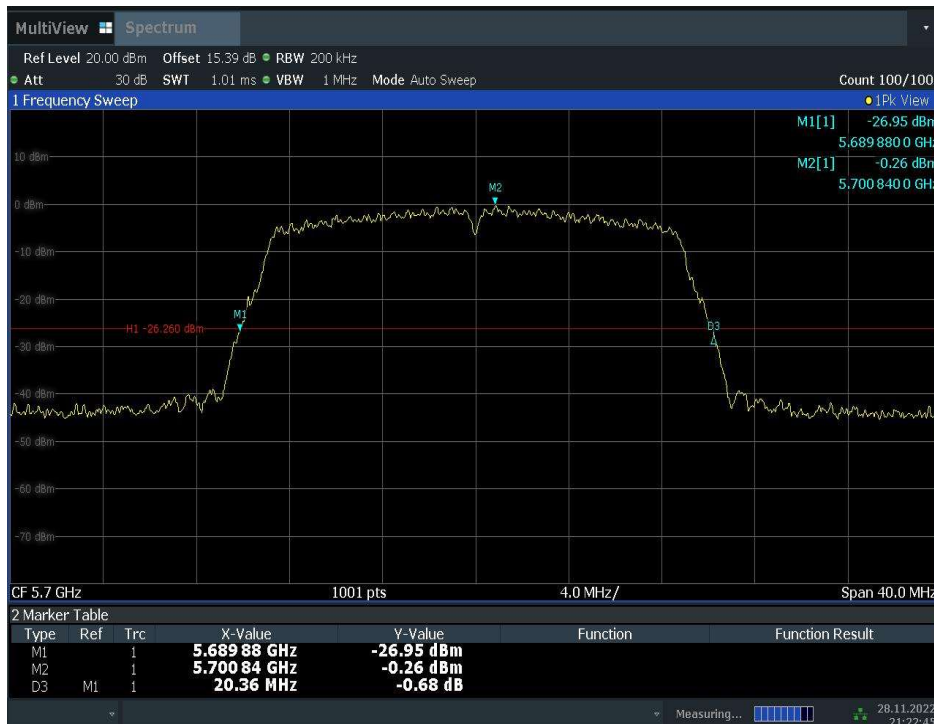 MultiView Spectrum
Ref Level 20.00 dBm Offset 15.39 dB RBW 200 kHz
Att 30 dB SWT 1.01 ms VBW 1 MHz Mode Auto Sweep Count 100/100
1 Frequency Sweep 1Pk View
M1[1] -26.95 dBm
5.689 880 0 GHz
10 dBm M2[1] -0.26 dBm
5.700 840 0 GHz
M2
0 dBm
-10 dBm
-20 dBm
M1
H1 -26.260 dBm D3
-30 dBm
-40 dBm
-50 dBm
-60 dBm
-70 dBm
CF 5.7 GHz 1001 pts 4.0 MHz/ Span 40.0 MHz
2 Marker Table
Type Ref Trc X-Value Y-Value Function Function Result
M1 1 5.689 88 GHz -26.95 dBm
M2 1 5.700 84 GHz -0.26 dBm
D3 M1 1 20.36 MHz -0.68 dB
Measuring... 28.11.2022
21:22:45